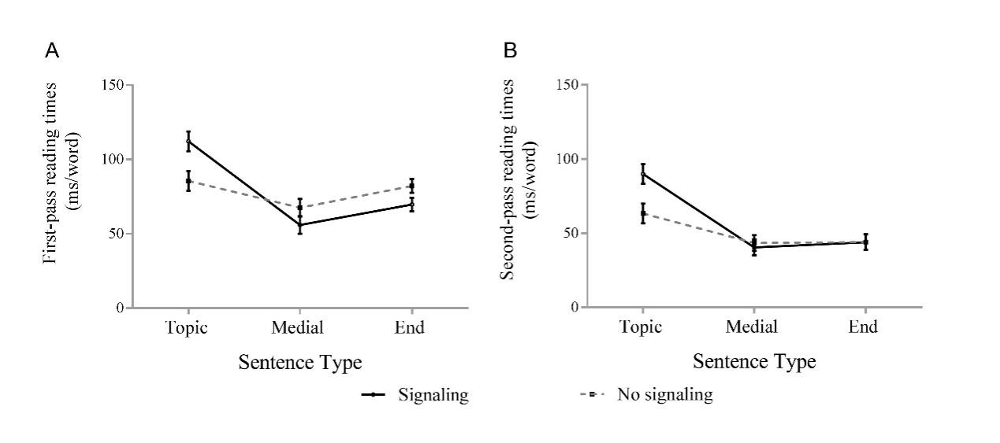 A
First-pass reading times
(ms/word)
150
100
50
0
Topic
Medial
End
Sentence Type
B
Second-pass reading times
(ms/word)
150
100
50
0
Topic
Medial
End
Sentence Type
Signaling
No signaling